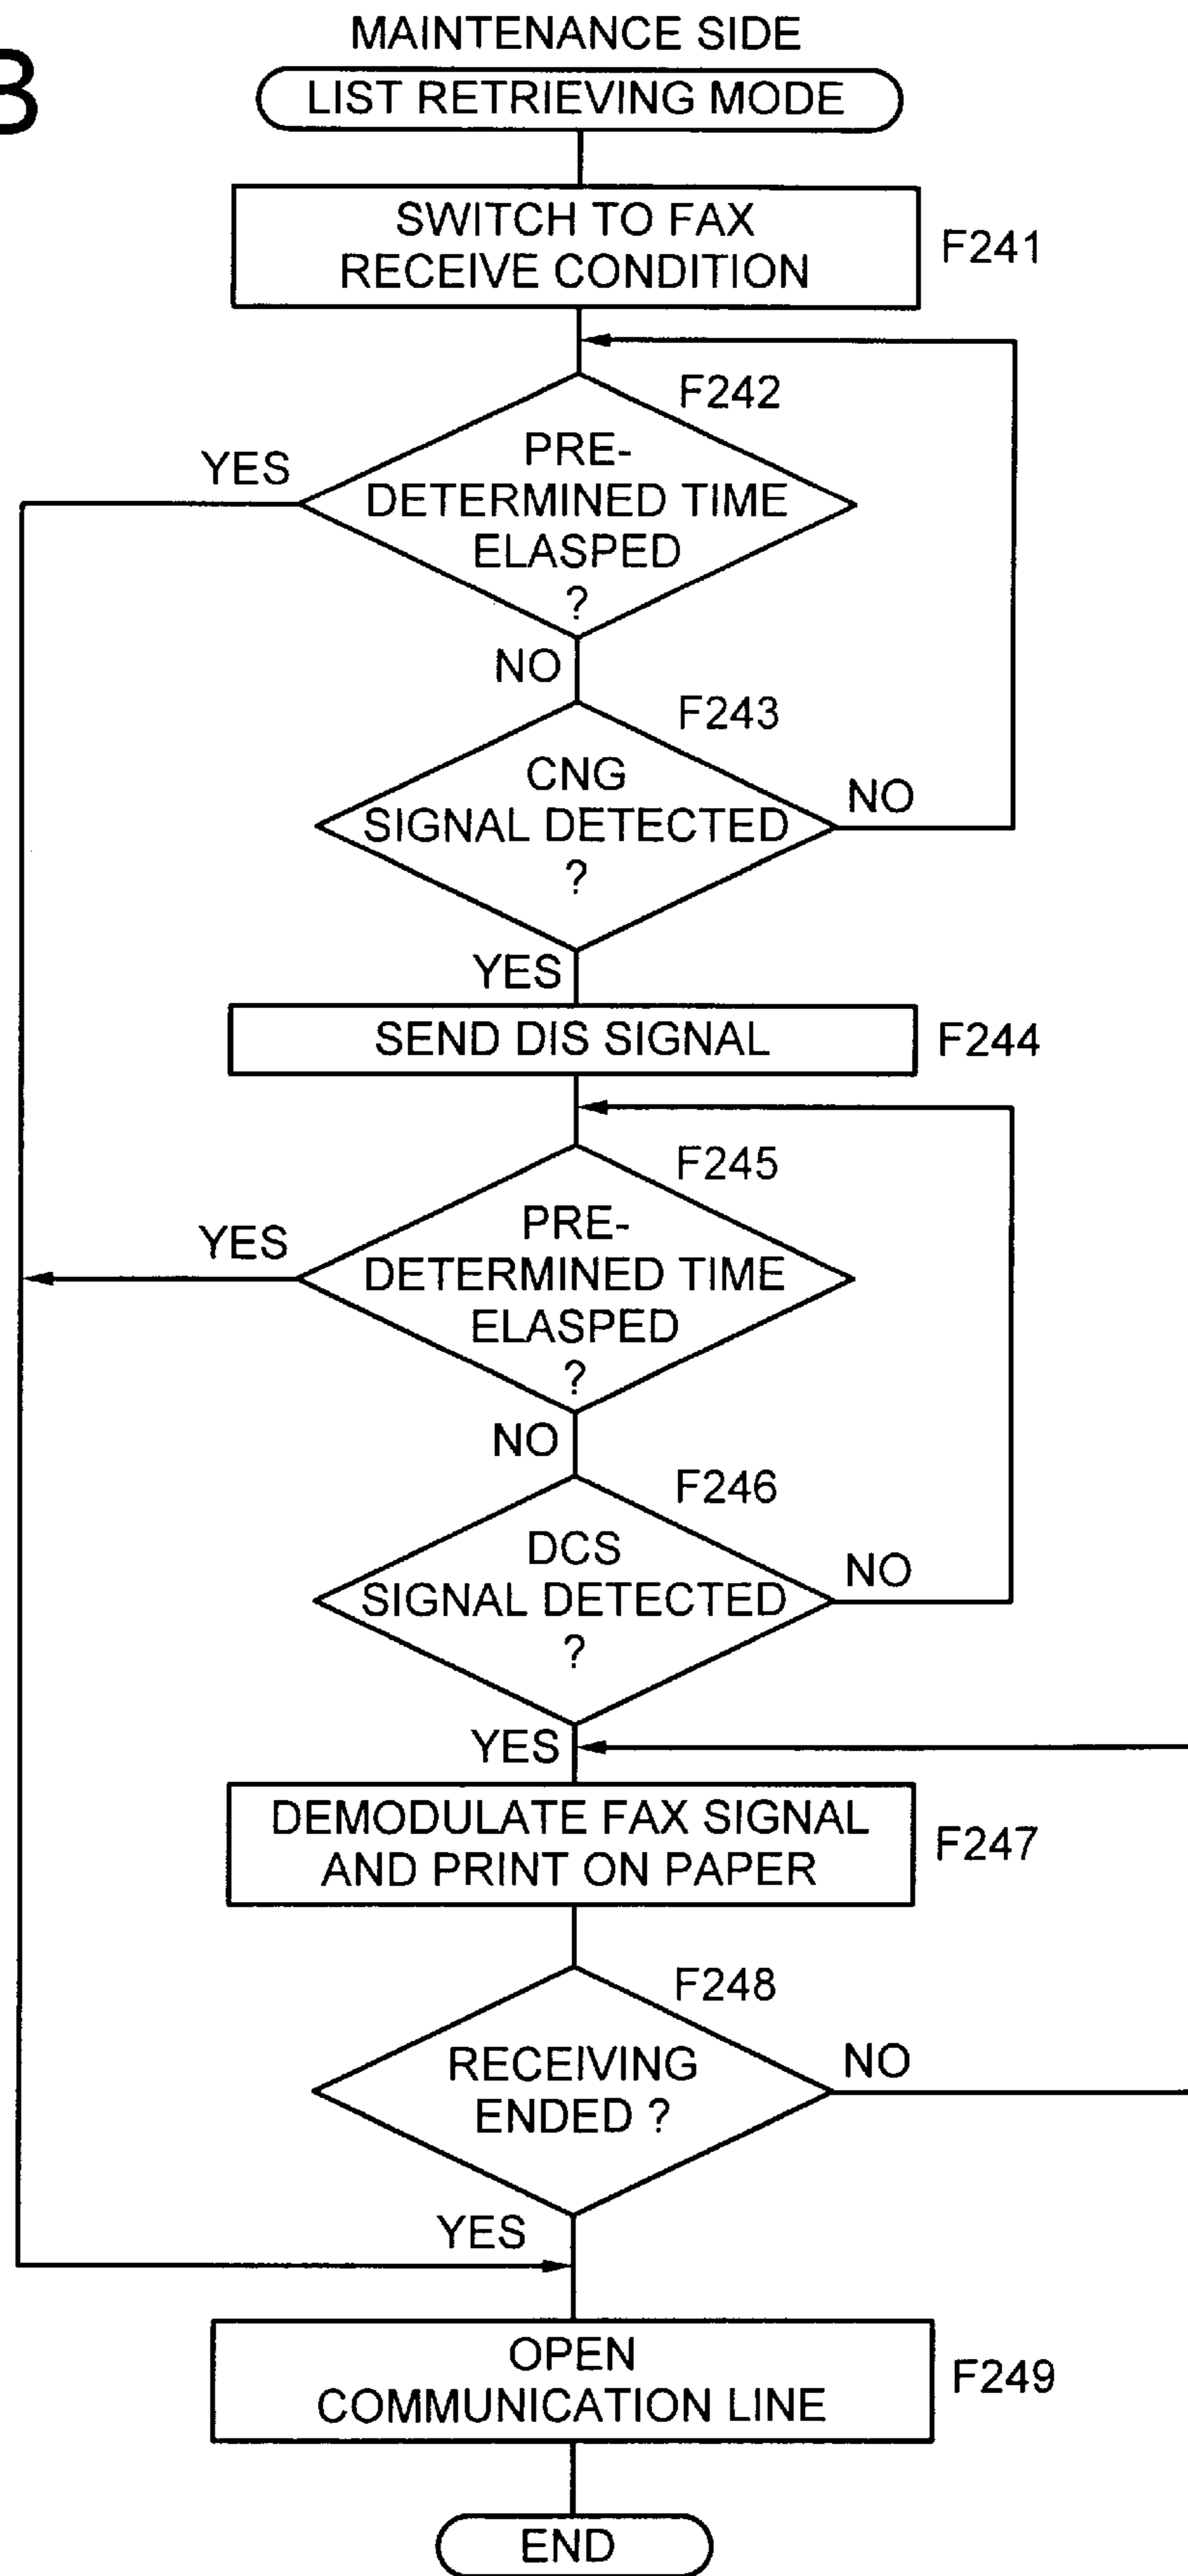 B
MAINTENANCE SIDE
LIST RETRIEVING MODE
SWITCH TO FAX
RECEIVE CONDITION
F241
F242
YES
PRE-
DETERMINED TIME
ELASPED
?
NO
F243
CNG
SIGNAL DETECTED
?
NO
YES
SEND DIS SIGNAL
F244
F245
YES
PRE-
DETERMINED TIME
ELASPED
?
NO
F246
DCS
SIGNAL DETECTED
?
NO
YES
DEMODULATE FAX SIGNAL
AND PRINT ON PAPER
F247
F248
RECEIVING
ENDED ?
NO
YES
OPEN
COMMUNICATION LINE
F249
END